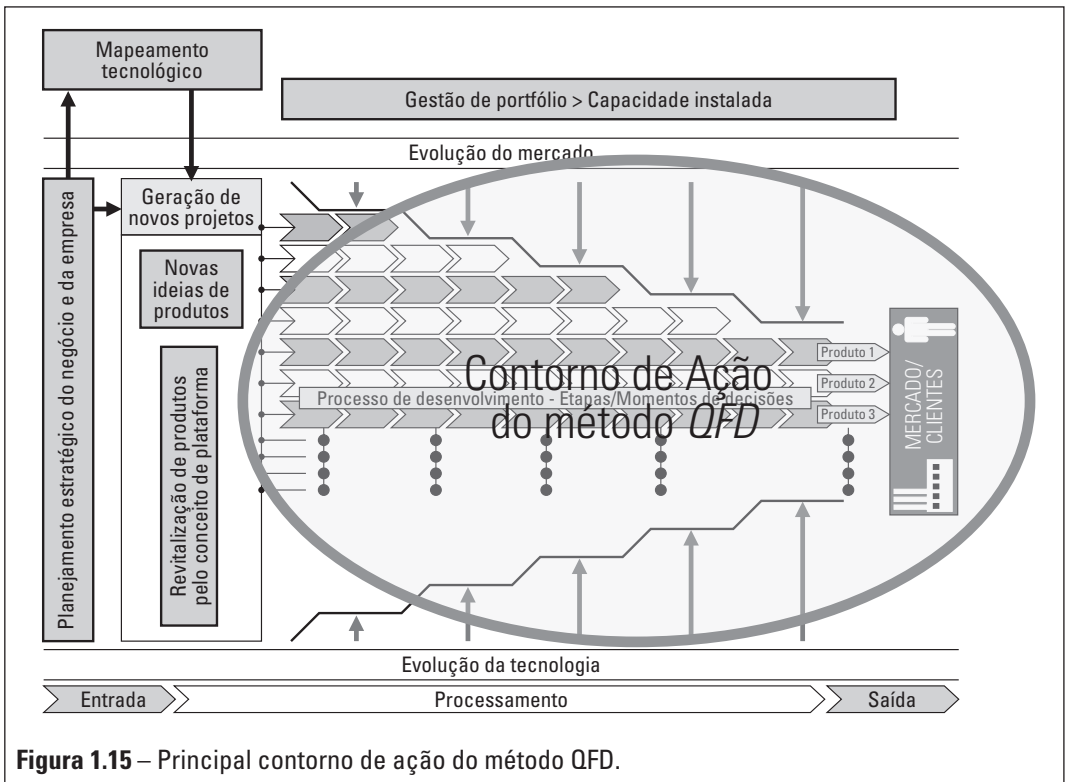 Mapeamento
tecnológico
Gestão de portfólio > Capacidade instalada
Evolução do mercado
Planejamento estratégico do negócio e da empresa
Geração de
novos projetos
Novas
ideias de
produtos
Revitalização de produtos
pelo conceito de plataforma
Contorno de Ação
Processo de desenvolvimento - Etapas/Momentos de decisões
do método QFD
Produto 1
Produto 2
Produto 3
MERCADO/
CLIENTES
Evolução da tecnologia
Entrada
Processamento
Saída
Figura 1.15 – Principal contorno de ação do método QFD.